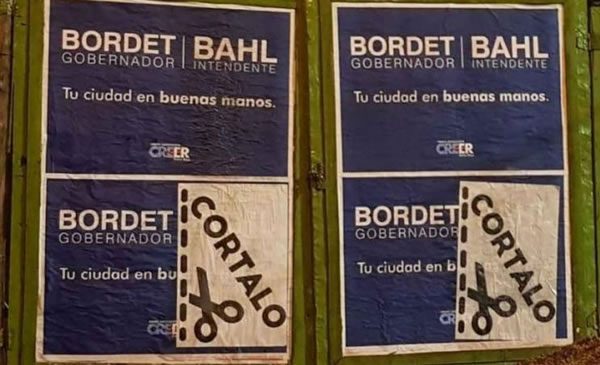 BORDET BAHL
GOBERNADOR INTENDENTE
Tu ciudad en buenas manos.
CREER
BORDET BAHL
GOBERNADOR INTENDENTE
Tu ciudad en buenas manos.
CREER
BORDET
GOBERNADOR
Tu ciudad en bu
CORTALO
BORDET
GOBERNADOR
Tu ciudad en b
CORTALO